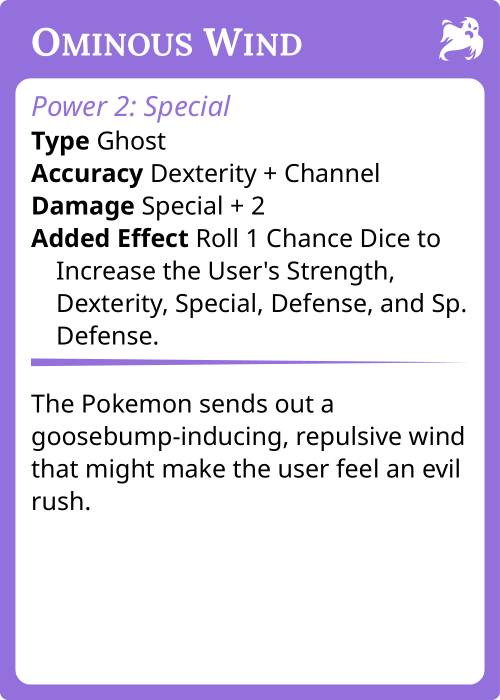 Ominous Wind
Power 2: Special
Type Ghost
Accuracy Dexterity + Channel
Damage Special + 2
Added Effect Roll 1 Chance Dice to
Increase the User's Strength,
Dexterity, Special, Defense, and Sp.
Defense.
The Pokemon sends out a
goosebump-inducing, repulsive wind
that might make the user feel an evil
rush.